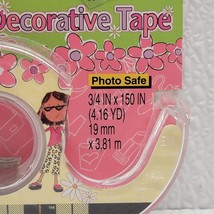 Decorative Tape
Photo Safe
3/4 IN x 150 IN
(4.16 YD)
19 mm
x 3.81 m